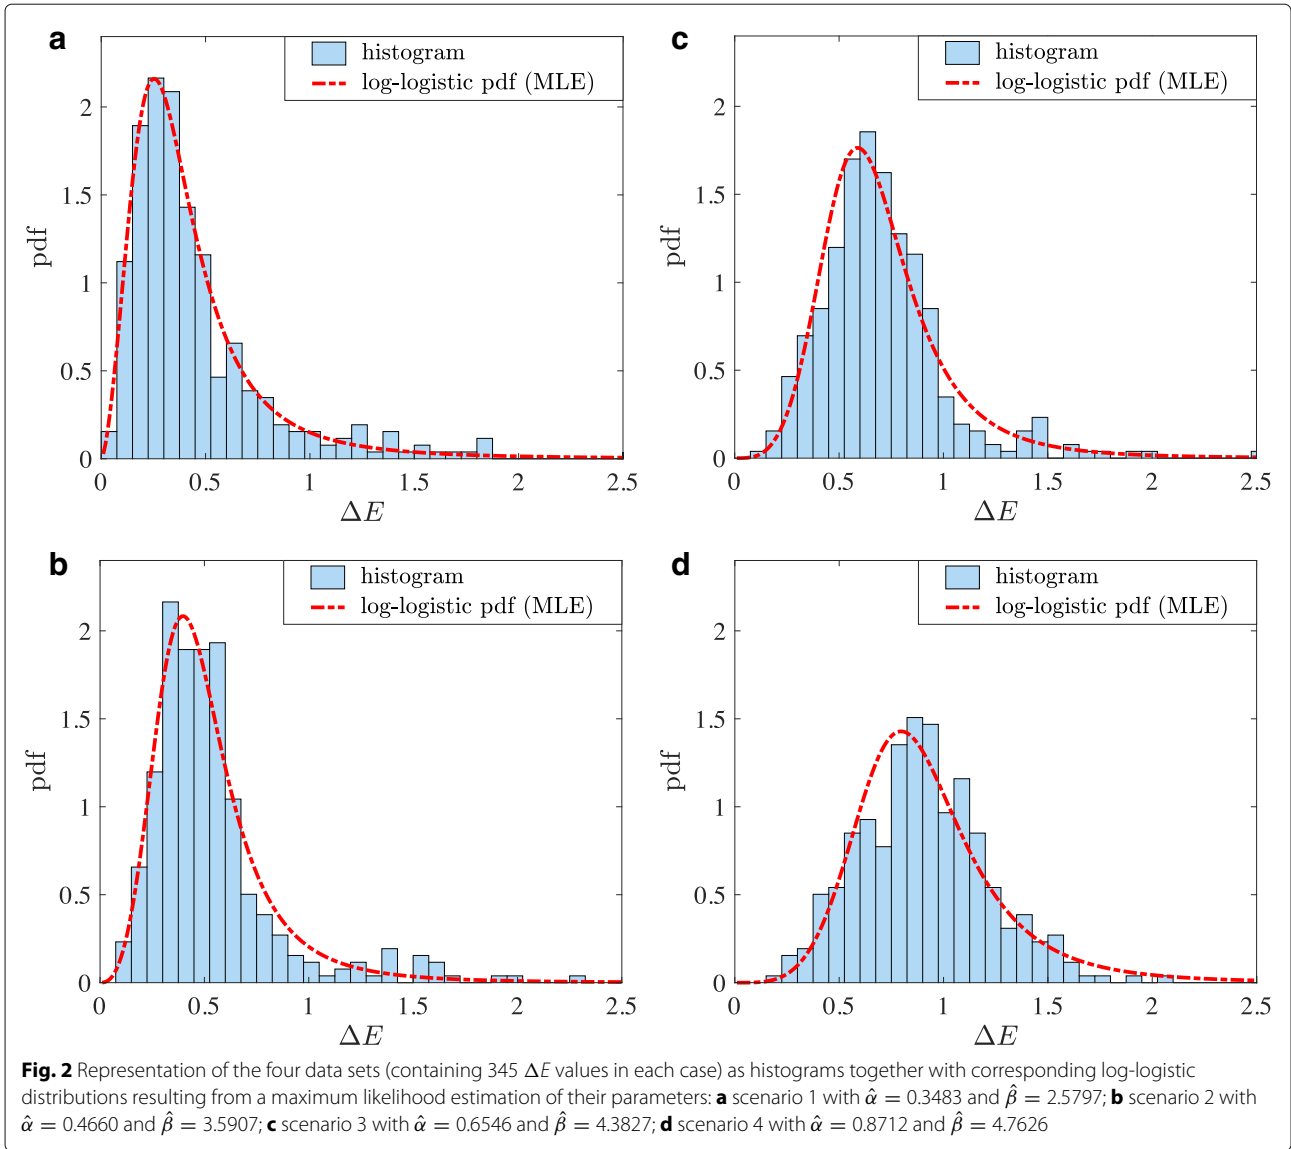 a
histogram
log-logistic pdf (MLE)
pdf
2
1.5
1
0.5
0
0 0.5 1 1.5 2 2.5
ΔE
c
histogram
log-logistic pdf (MLE)
pdf
2
1.5
1
0.5
0
0 0.5 1 1.5 2 2.5
ΔE
b
histogram
log-logistic pdf (MLE)
pdf
2
1.5
1
0.5
0
0 0.5 1 1.5 2 2.5
ΔE
d
histogram
log-logistic pdf (MLE)
pdf
2
1.5
1
0.5
0
0 0.5 1 1.5 2 2.5
ΔE
Fig. 2 Representation of the four data sets (containing 345 ΔE values in each case) as histograms together with corresponding log-logistic
distributions resulting from a maximum likelihood estimation of their parameters: a scenario 1 with α̂ = 0.3483 and β̂ = 2.5797; b scenario 2 with
α̂ = 0.4660 and β̂ = 3.5907; c scenario 3 with α̂ = 0.6546 and β̂ = 4.3827; d scenario 4 with α̂ = 0.8712 and β̂ = 4.7626